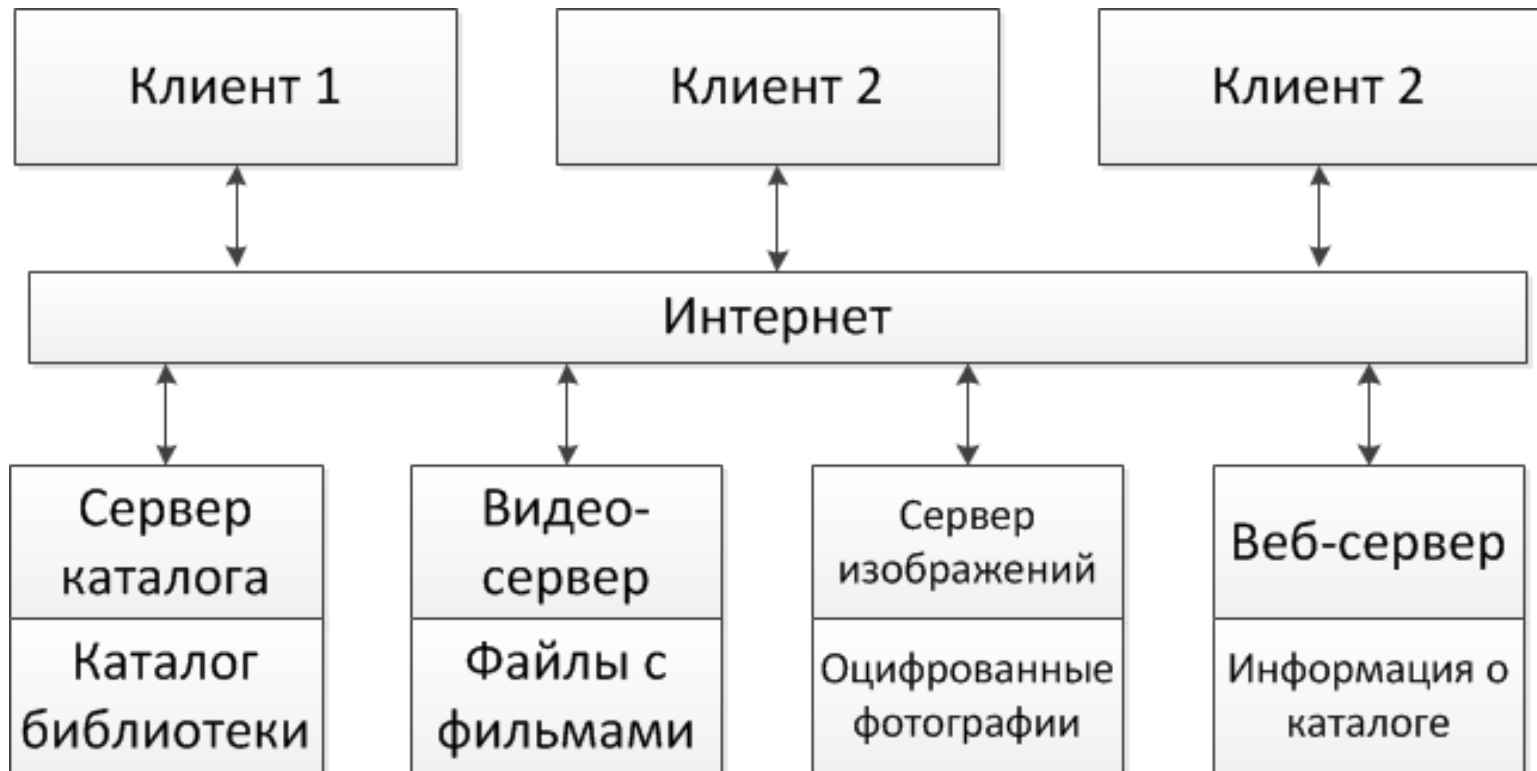 Клиент 1
Клиент 2
Клиент 2
Интернет
Сервер
каталога
Каталог
библиотеки
Видео-
сервер
Файлы с
фильмами
Сервер
изображений
Оцифрованные
фотографии
Веб-сервер
Информация о
каталоге